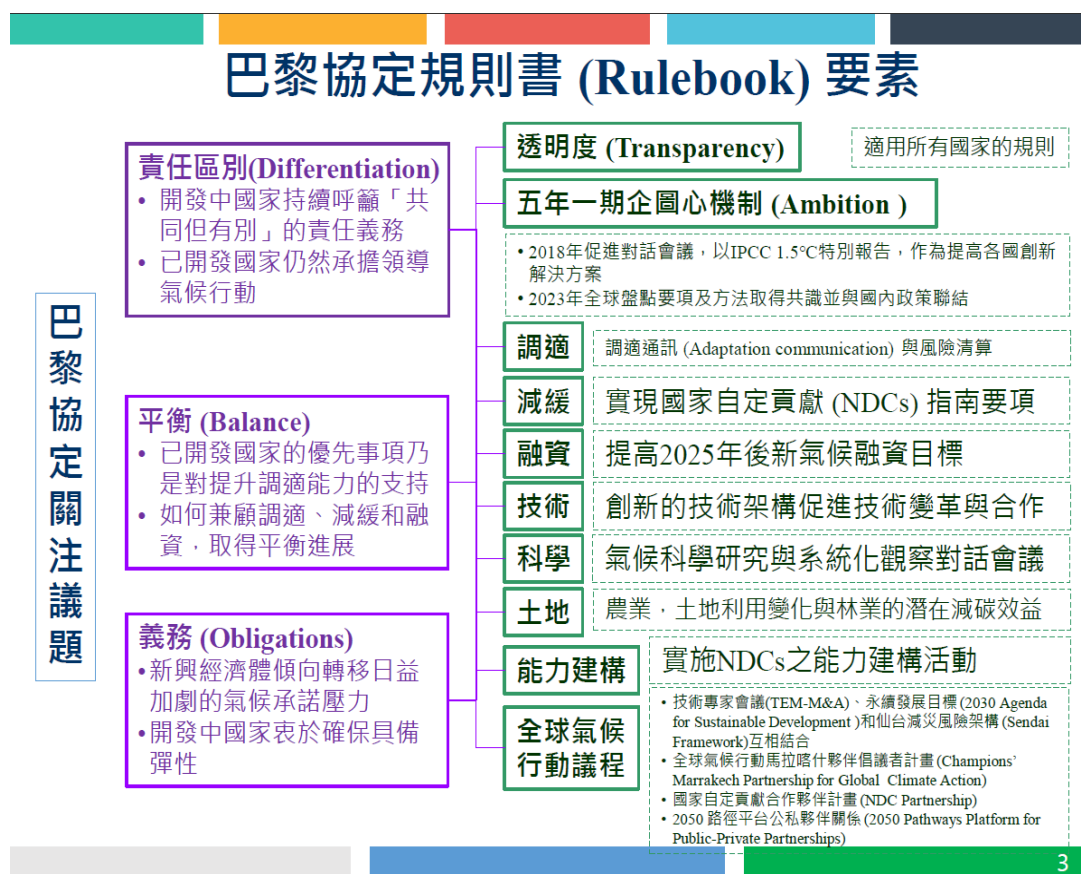 巴黎協定規則書 (Rulebook) 要素
巴黎協定關注議題
責任區別(Differentiation)
• 開發中國家持續呼籲「共
同但有別」的責任義務
• 已開發國家仍然承擔領導
氣候行動
平衡 (Balance)
• 已開發國家的優先事項乃
是對提升調適能力的支持
• 如何兼顧調適、減緩和融
資，取得平衡進展
義務 (Obligations)
• 新興經濟體傾向轉移日益
加劇的氣候承諾壓力
• 開發中國家衷於確保具備
彈性
透明度 (Transparency)
適用所有國家的規則
五年一期企圖心機制 (Ambition )
• 2018年促進對話會議，以IPCC 1.5℃特別報告，作為提高各國創新
解決方案
• 2023年全球盤點要項及方法取得共識並與國內政策聯結
調適
調適通訊 (Adaptation communication) 與風險清算
減緩
實現國家自定貢獻 (NDCs) 指南要項
融資
提高2025年後新氣候融資目標
技術
創新的技術架構促進技術變革與合作
科學
氣候科學研究與系統化觀察對話會議
土地
農業，土地利用變化與林業的潛在減碳效益
能力建構
實施NDCs之能力建構活動
全球氣候
行動議程
• 技術專家會議(TEM-M&A)、永續發展目標 (2030 Agenda
for Sustainable Development )和仙台減災風險架構 (Sendai
Framework)互相結合
• 全球氣候行動馬拉喀什夥伴倡議者計畫 (Champions’
Marrakech Partnership for Global Climate Action)
• 國家自定貢獻合作夥伴計畫 (NDC Partnership)
• 2050 路徑平台公私夥伴關係 (2050 Pathways Platform for
Public-Private Partnerships)
3